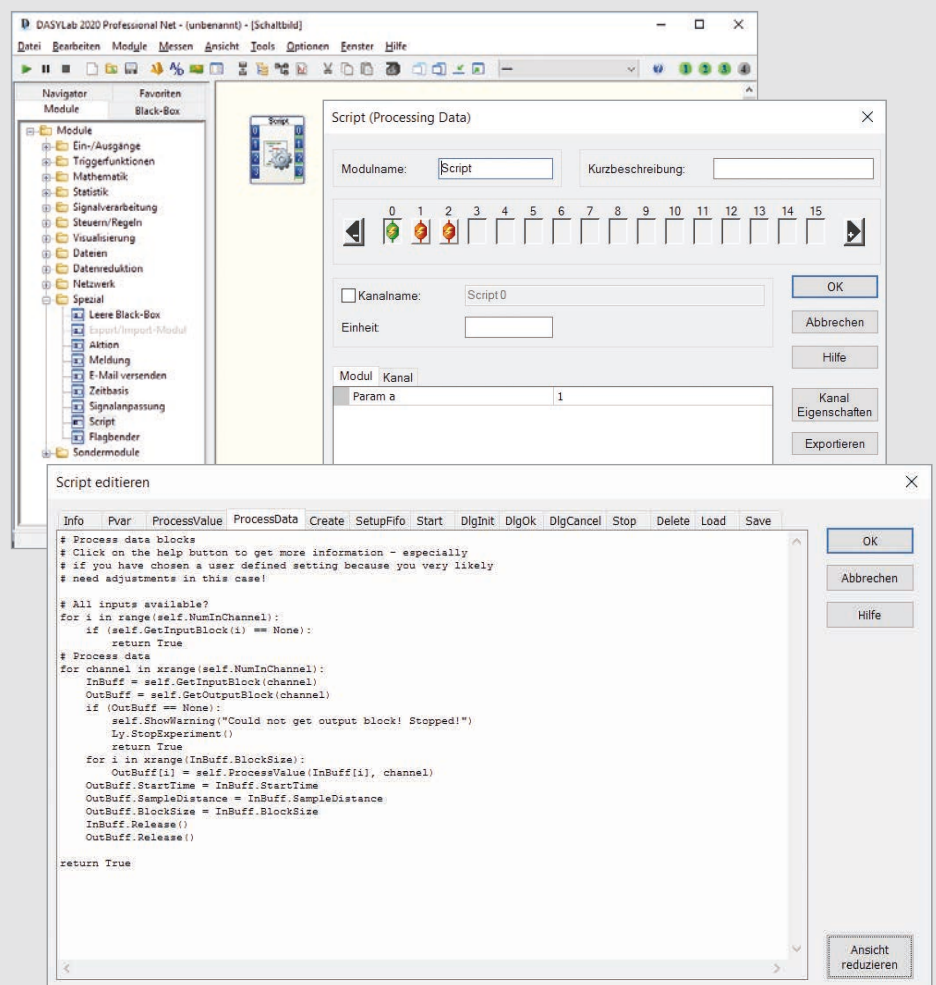 DASYLab 2020 Professional Net - (unbenannt) - [Schaltbild]
Datei Bearbeiten Module Messen Ansicht Tools Optionen Fenster Hilfe
Navigator Favoriten
Module Black-Box
Module
Ein-/Ausgänge
Triggerfunktionen
Mathematik
Statistik
Signalverarbeitung
Steuern/Regeln
Visualisierung
Dateien
Datenreduktion
Netzwerk
Spezial
Leere Black-Box
Export/Import-Modul
Aktion
Meldung
E-Mail versenden
Zeitbasis
Signalanpassung
Script
Flagbender
Sondermodule
Script
Script (Processing Data)
Modulname: Script Kurzbeschreibung:
0 1 2 3 4 5 6 7 8 9 10 11 12 13 14 15
Kanalname: Script 0
Einheit
OK
Abbrechen
Hilfe
Kanal
Eigenschaften
Exportieren
Modul Kanal
Param a 1
Script editieren
Info Pvar ProcessValue ProcessData Create SetupFifo Start DlgInit DlgOk DlgCancel Stop Delete Load Save
# Process data blocks
# Click on the help button to get more information - especially
# if you have chosen a user defined setting because you very likely
# need adjustments in this case!
# All inputs available?
for i in range(self.NumInChannel):
    if (self.GetInputBlock(i) == None):
        return True
# Process data
for channel in xrange(self.NumInChannel):
    InBuff = self.GetInputBlock(channel)
    OutBuff = self.GetOutputBlock(channel)
    if (OutBuff == None):
        self.ShowWarning("Could not get output block! Stopped!")
        Ly.StopExperiment()
        return True
    for i in xrange(InBuff.BlockSize):
        OutBuff[i] = self.ProcessValue(InBuff[i], channel)
    OutBuff.StartTime = InBuff.StartTime
    OutBuff.SampleDistance = InBuff.SampleDistance
    OutBuff.BlockSize = InBuff.BlockSize
    InBuff.Release()
    OutBuff.Release()
return True
OK
Abbrechen
Hilfe
Ansicht
reduzieren